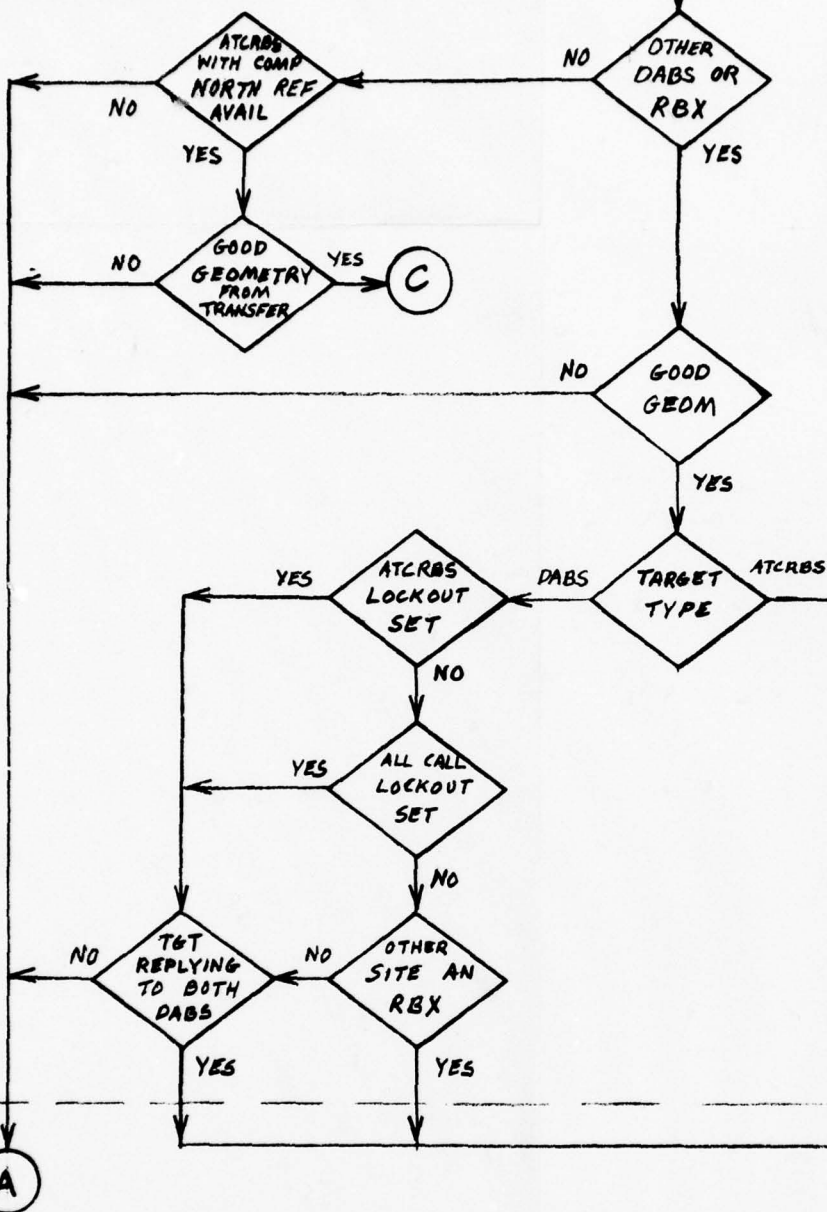 ATCRBS
WITH COMP
NORTH REF
AVAIL
NO
OTHER
DABS OR
RBX
NO
YES
YES
GOOD
GEOMETRY
FROM
TRANSFER
NO
YES
C
NO
GOOD
GEOM
YES
YES
ATCRBS
LOCKOUT
SET
DABS
TARGET
TYPE
ATCRBS
NO
YES
ALL CALL
LOCKOUT
SET
NO
NO
TGT
REPLYING
TO BOTH
DABS
NO
OTHER
SITE AN
RBX
YES
YES
A